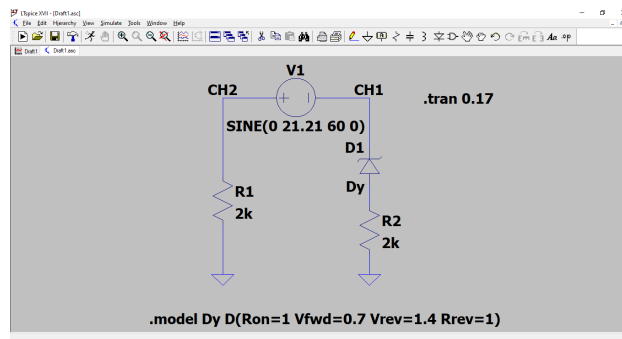 LTspice XVII - [Draft1.asc]
File Edit Hierarchy View Simulate Tools Window Help
Draft1 Draft1.asc
V1
CH2 CH1
.tran 0.17
SINE(0 21.21 60 0)
D1
Dy
R1
2k
R2
2k
.model Dy D(Ron=1 Vfwd=0.7 Vrev=1.4 Rrev=1)